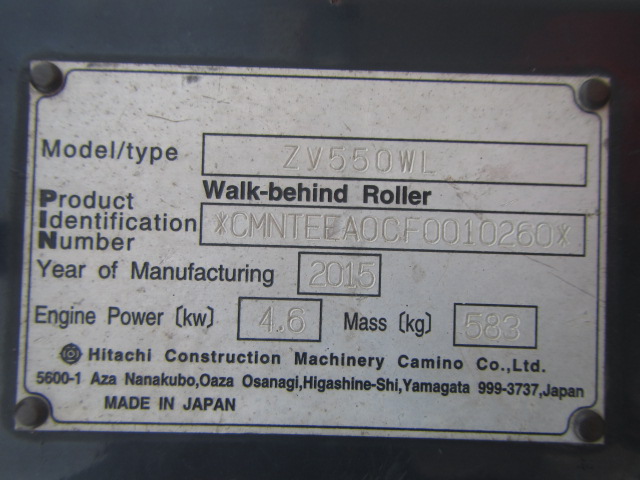 Model/type ZV550WL
Walk-behind Roller
Product
Identification *CMNTEEA0CF0010260*
Number
Year of Manufacturing 2015
Engine Power (kw) 4.6 Mass (kg) 583
Hitachi Construction Machinery Camino Co.,Ltd.
5600-1 Aza Nanakubo,Oaza Osanagi,Higashine-Shi,Yamagata 999-3737,Japan
MADE IN JAPAN